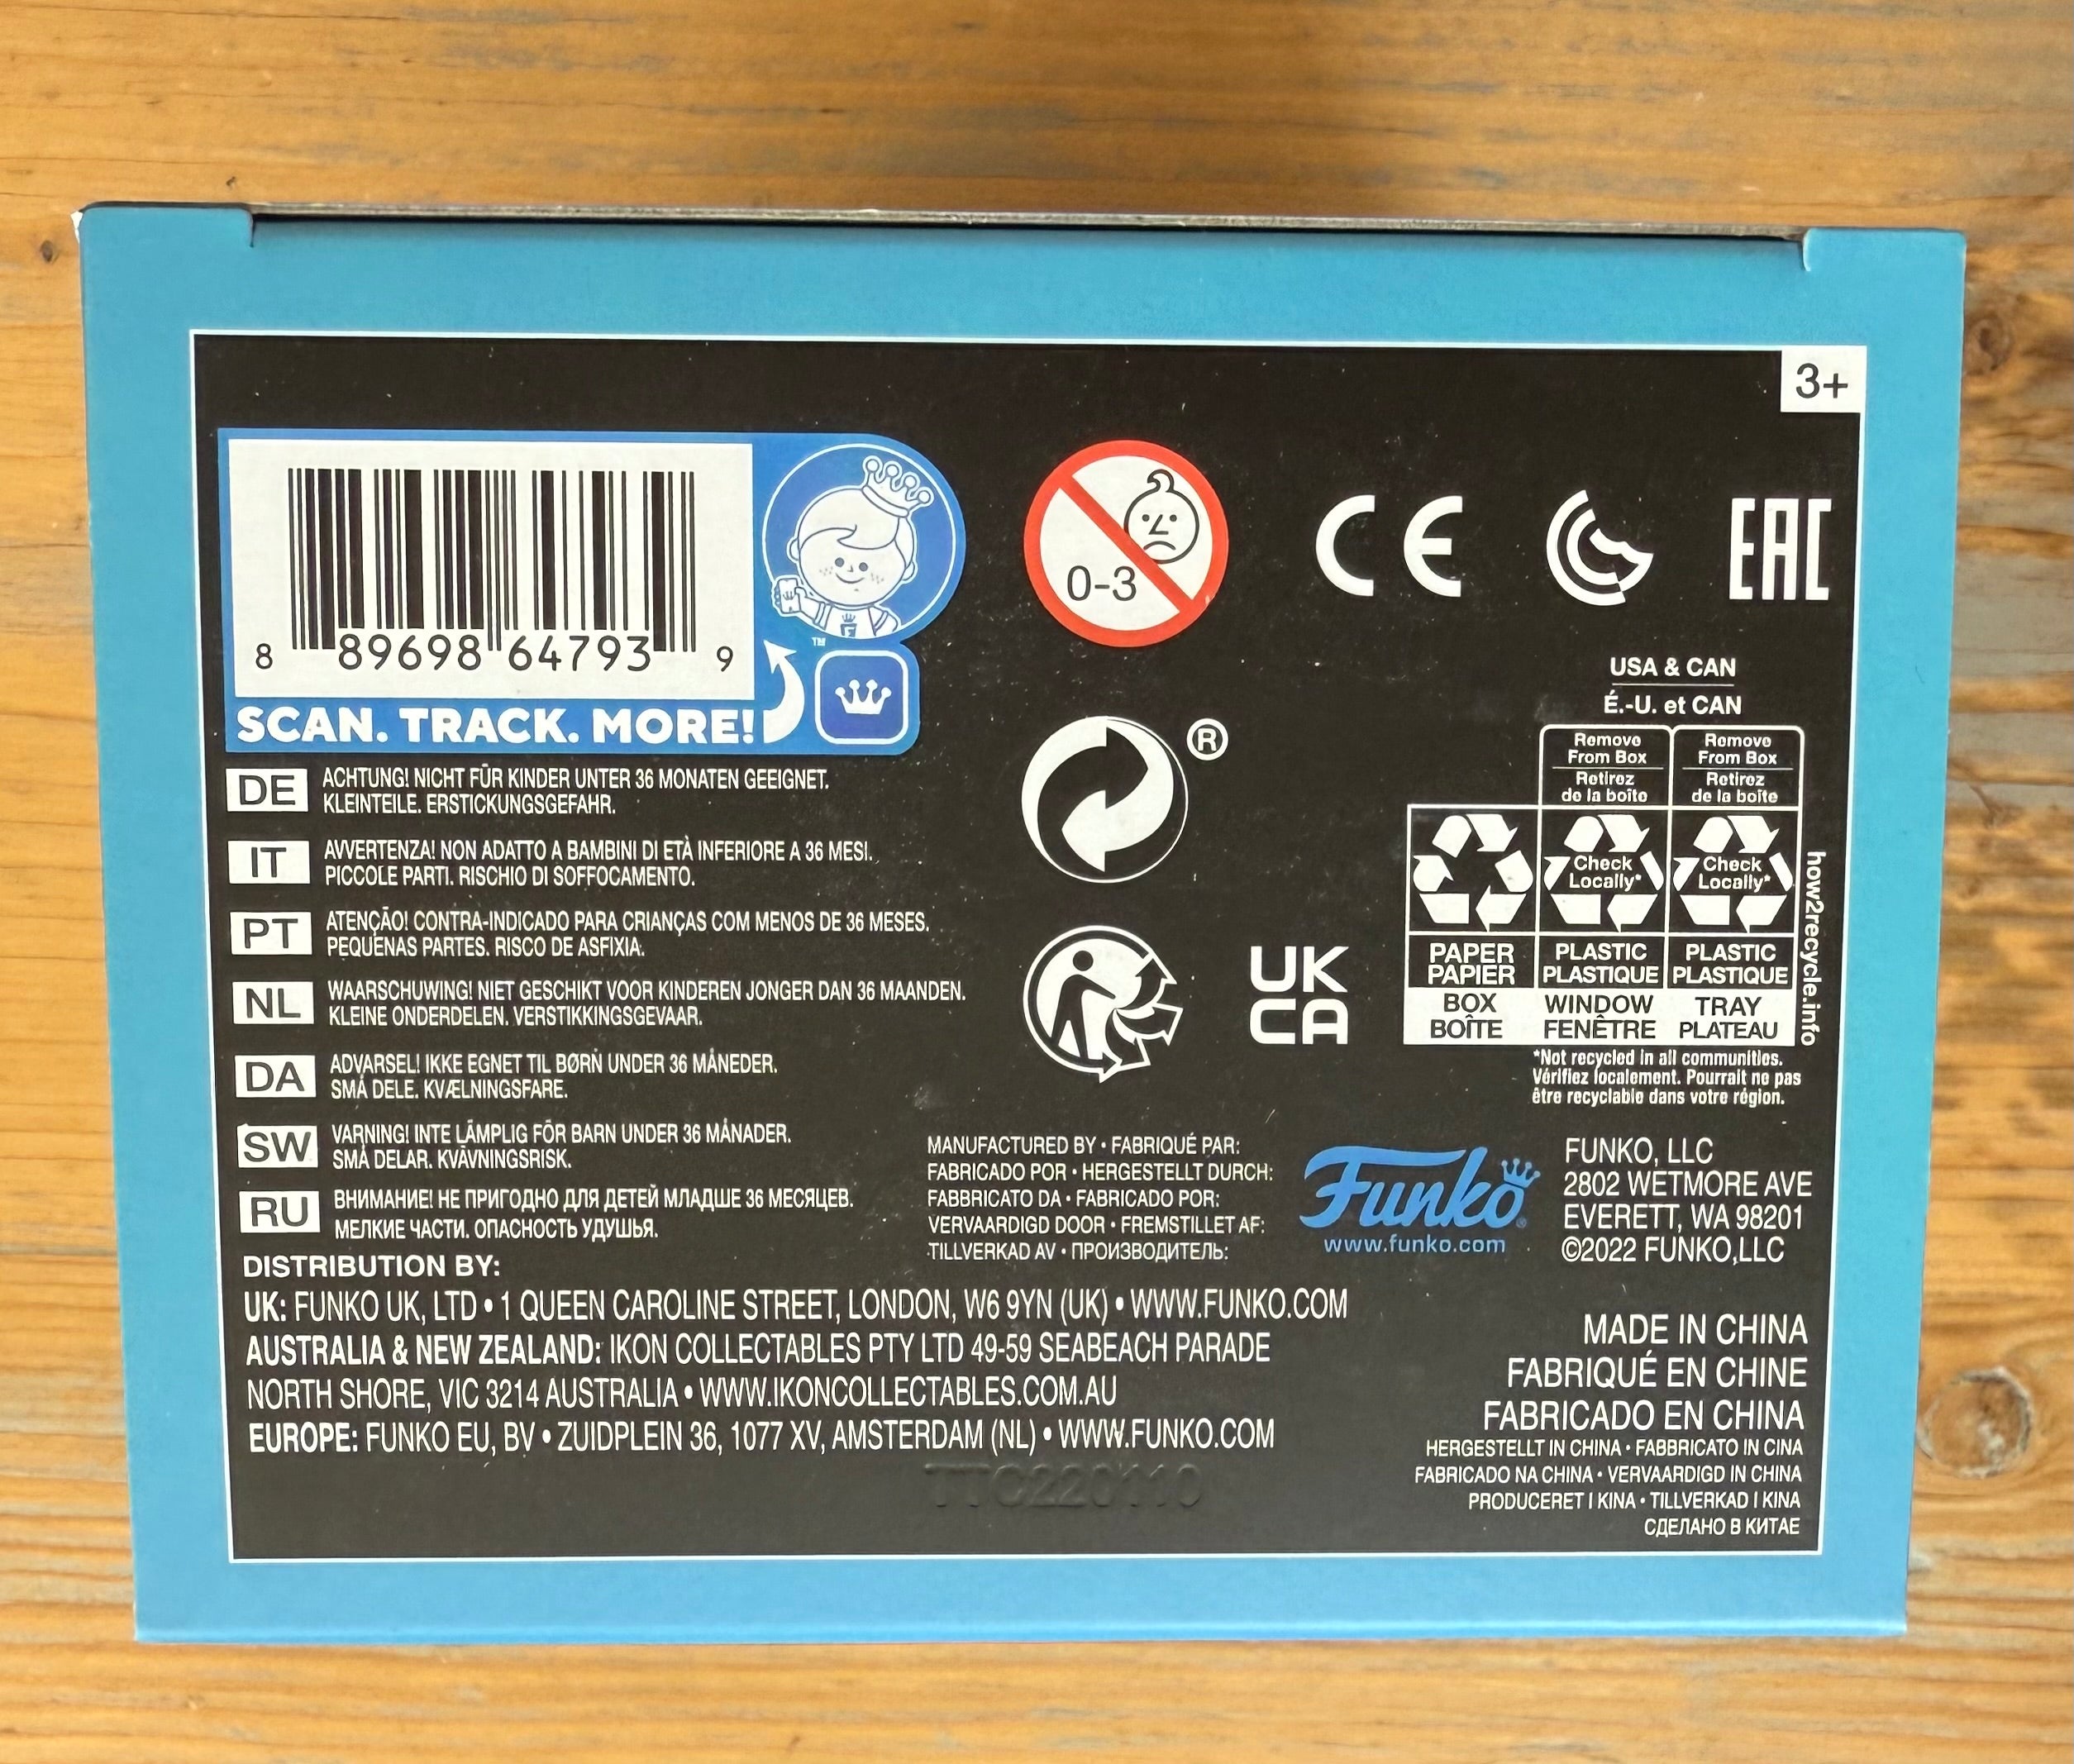 3+
8 89698 64793 9
™
SCAN. TRACK. MORE!
0-3
CE
EAC
USA & CAN
É.-U. et CAN
Remove From Box
Retirez de la boîte
Remove From Box
Retirez de la boîte
Check Locally*
Check Locally*
PAPER PAPIER
PLASTIC PLASTIQUE
PLASTIC PLASTIQUE
BOX BOÎTE
WINDOW FENÊTRE
TRAY PLATEAU
how2recycle.info
*Not recycled in all communities.
Vérifiez localement. Pourrait ne pas
être recyclable dans votre région.
®
UK
CA
DE ACHTUNG! NICHT FÜR KINDER UNTER 36 MONATEN GEEIGNET.
KLEINTEILE. ERSTICKUNGSGEFAHR.
IT AVVERTENZA! NON ADATTO A BAMBINI DI ETÀ INFERIORE A 36 MESI.
PICCOLE PARTI. RISCHIO DI SOFFOCAMENTO.
PT ATENÇÃO! CONTRA-INDICADO PARA CRIANÇAS COM MENOS DE 36 MESES.
PEQUENAS PARTES. RISCO DE ASFIXIA.
NL WAARSCHUWING! NIET GESCHIKT VOOR KINDEREN JONGER DAN 36 MAANDEN.
KLEINE ONDERDELEN. VERSTIKKINGSGEVAAR.
DA ADVARSEL! IKKE EGNET TIL BØRN UNDER 36 MÅNEDER.
SMÅ DELE. KVÆLNINGSFARE.
SW VARNING! INTE LÄMPLIG FÖR BARN UNDER 36 MÅNADER.
SMÅ DELAR. KVÄVNINGSRISK.
RU ВНИМАНИЕ! НЕ ПРИГОДНО ДЛЯ ДЕТЕЙ МЛАДШЕ 36 МЕСЯЦЕВ.
МЕЛКИЕ ЧАСТИ. ОПАСНОСТЬ УДУШЬЯ.
MANUFACTURED BY • FABRIQUÉ PAR:
FABRICADO POR • HERGESTELLT DURCH:
FABBRICATO DA • FABRICADO POR:
VERVAARDIGD DOOR • FREMSTILLET AF:
TILLVERKAD AV • ПРОИЗВОДИТЕЛЬ:
Funko®
www.funko.com
FUNKO, LLC
2802 WETMORE AVE
EVERETT, WA 98201
©2022 FUNKO,LLC
DISTRIBUTION BY:
UK: FUNKO UK, LTD • 1 QUEEN CAROLINE STREET, LONDON, W6 9YN (UK) • WWW.FUNKO.COM
AUSTRALIA & NEW ZEALAND: IKON COLLECTABLES PTY LTD 49-59 SEABEACH PARADE
NORTH SHORE, VIC 3214 AUSTRALIA • WWW.IKONCOLLECTABLES.COM.AU
EUROPE: FUNKO EU, BV • ZUIDPLEIN 36, 1077 XV, AMSTERDAM (NL) • WWW.FUNKO.COM
TTC220110
MADE IN CHINA
FABRIQUÉ EN CHINE
FABRICADO EN CHINA
HERGESTELLT IN CHINA • FABBRICATO IN CINA
FABRICADO NA CHINA • VERVAARDIGD IN CHINA
PRODUCERET I KINA • TILLVERKAD I KINA
СДЕЛАНО В КИТАЕ